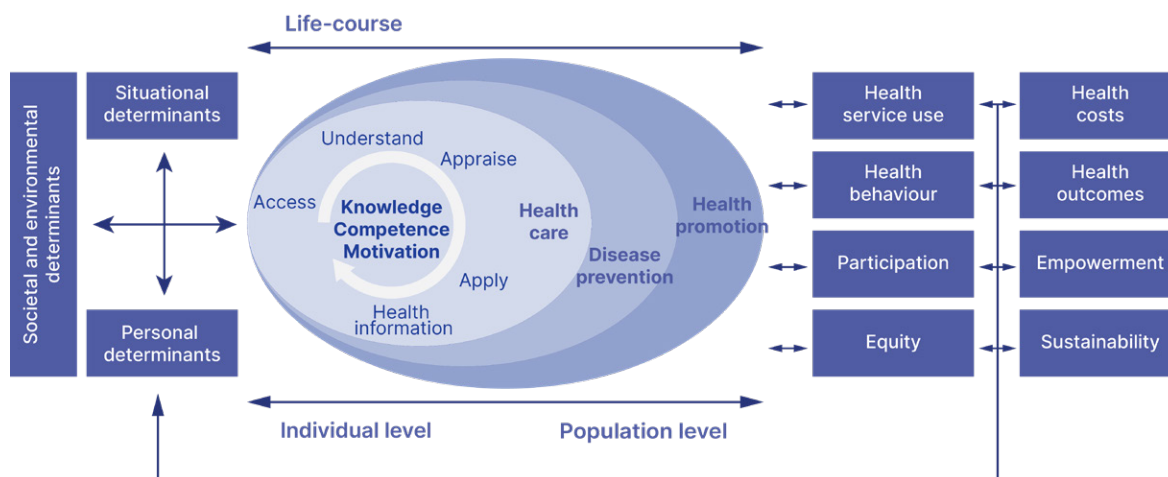 Life-course
Societal and environmental
determinants
Situational
determinants
Personal
determinants
Understand
Appraise
Access
Knowledge
Competence
Motivation
Apply
Health
information
Health
care
Disease
prevention
Health
promotion
Individual level
Population level
Health
service use
Health
behaviour
Participation
Equity
Health
costs
Health
outcomes
Empowerment
Sustainability